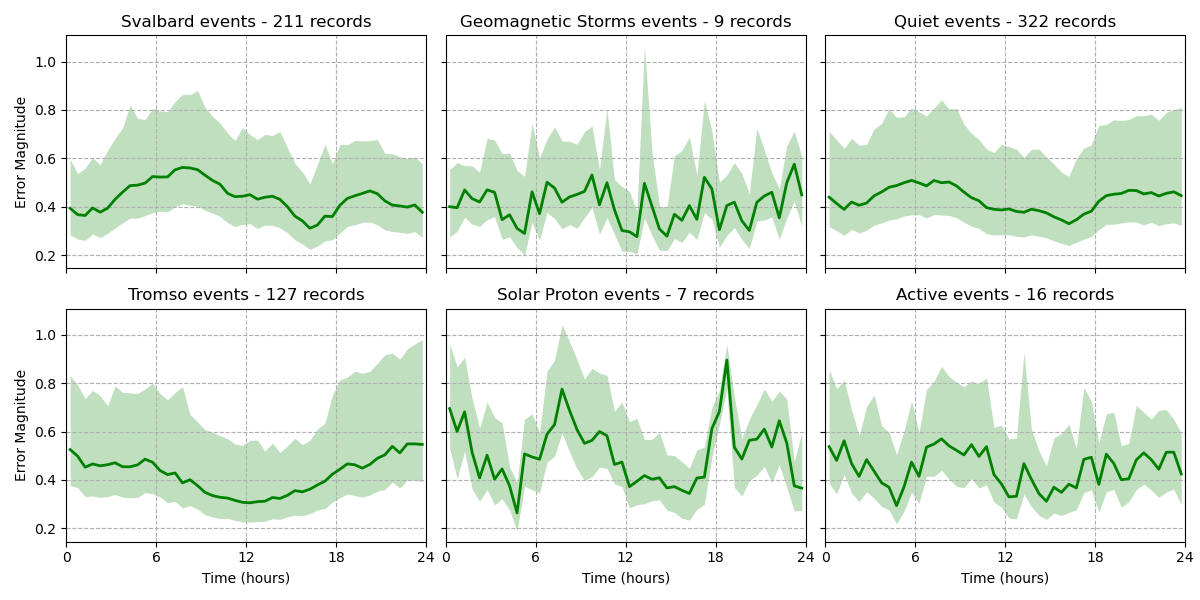 Svalbard events - 211 records
Geomagnetic Storms events - 9 records
Quiet events - 322 records
Error Magnitude
1.0
0.8
0.6
0.4
0.2
Tromso events - 127 records
Solar Proton events - 7 records
Active events - 16 records
Error Magnitude
1.0
0.8
0.6
0.4
0.2
0 6 12 18 24
0 6 12 18 24
0 6 12 18 24
Time (hours)
Time (hours)
Time (hours)